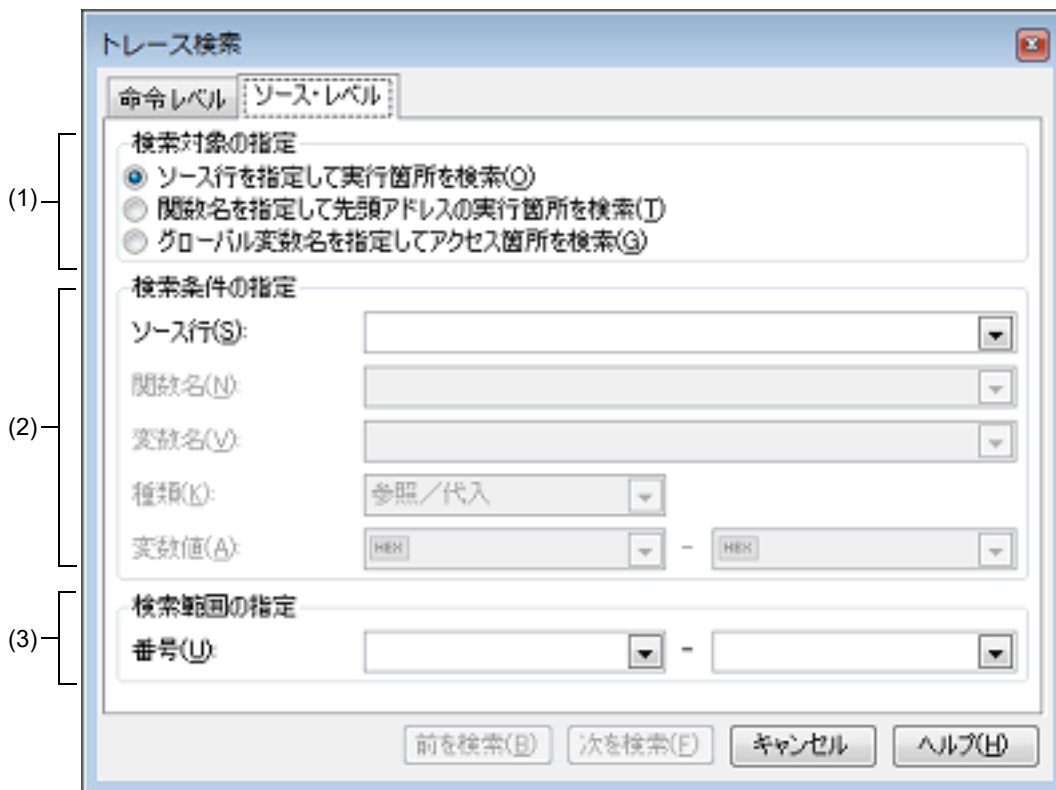 トレース検索
命令レベル ソース・レベル
(1)
検索対象の指定
ソース行を指定して実行箇所を検索(O)
関数名を指定して先頭アドレスの実行箇所を検索(T)
グローバル変数名を指定してアクセス箇所を検索(G)
(2)
検索条件の指定
ソース行(S):
関数名(N):
変数名(V):
種類(K): 参照／代入
変数値(A): HEX - HEX
(3)
検索範囲の指定
番号(U): -
前を検索(B) 次を検索(F) キャンセル ヘルプ(H)